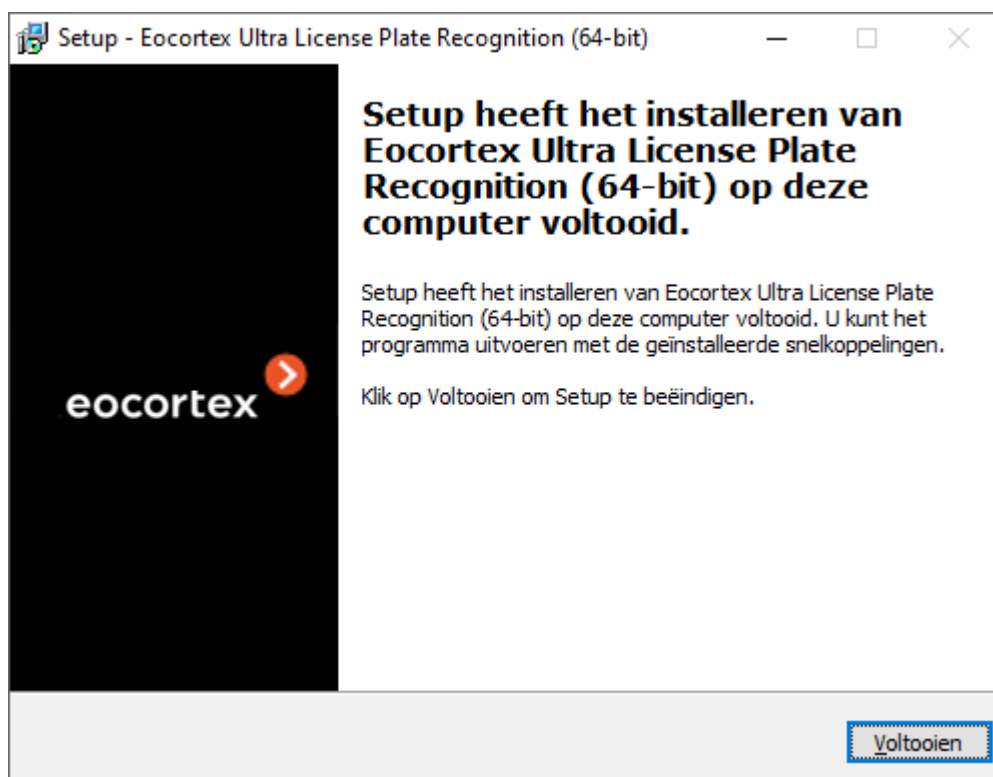 Setup - Eocortex Ultra License Plate Recognition (64-bit)
Setup heeft het installeren van
Eocortex Ultra License Plate
Recognition (64-bit) op deze
computer voltooid.
Setup heeft het installeren van Eocortex Ultra License Plate
Recognition (64-bit) op deze computer voltooid. U kunt het
programma uitvoeren met de geïnstalleerde snelkoppelingen.
Klik op Voltooien om Setup te beëindigen.
eocortex
Voltooien